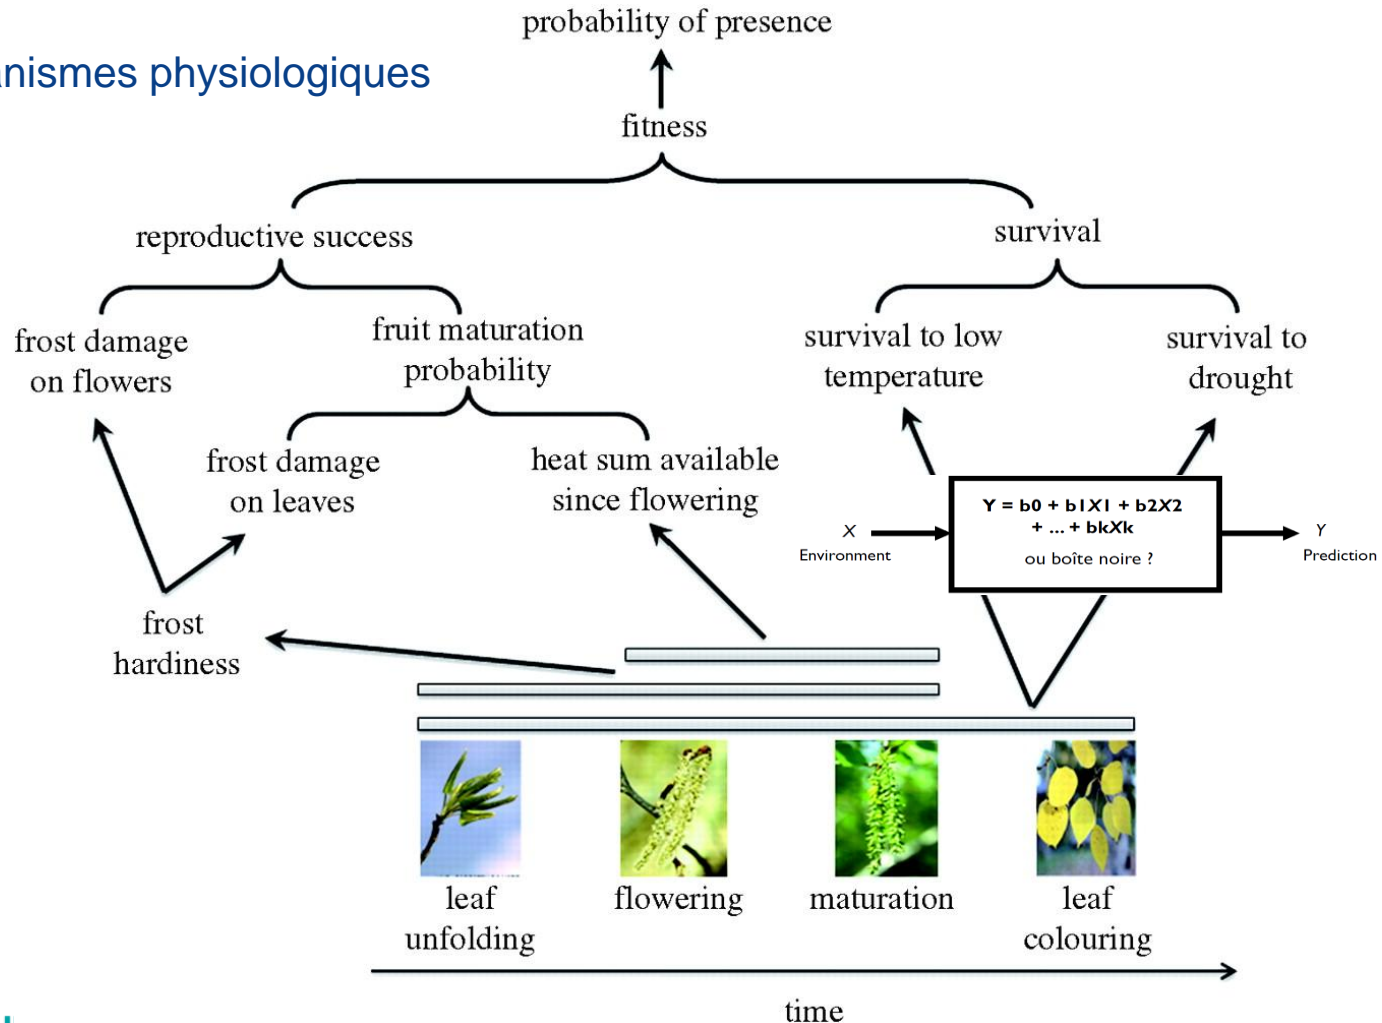 probability of presence
nismes physiologiques
fitness
reproductive success
survival
frost damage
on flowers
fruit maturation
probability
survival to low
temperature
survival to
drought
frost damage
on leaves
heat sum available
since flowering
Y = b0 + b1X1 + b2X2
+ ... + bkXk
ou boîte noire ?
X
Environment
Y
Prediction
frost
hardiness
leaf
unfolding
flowering
maturation
leaf
colouring
time